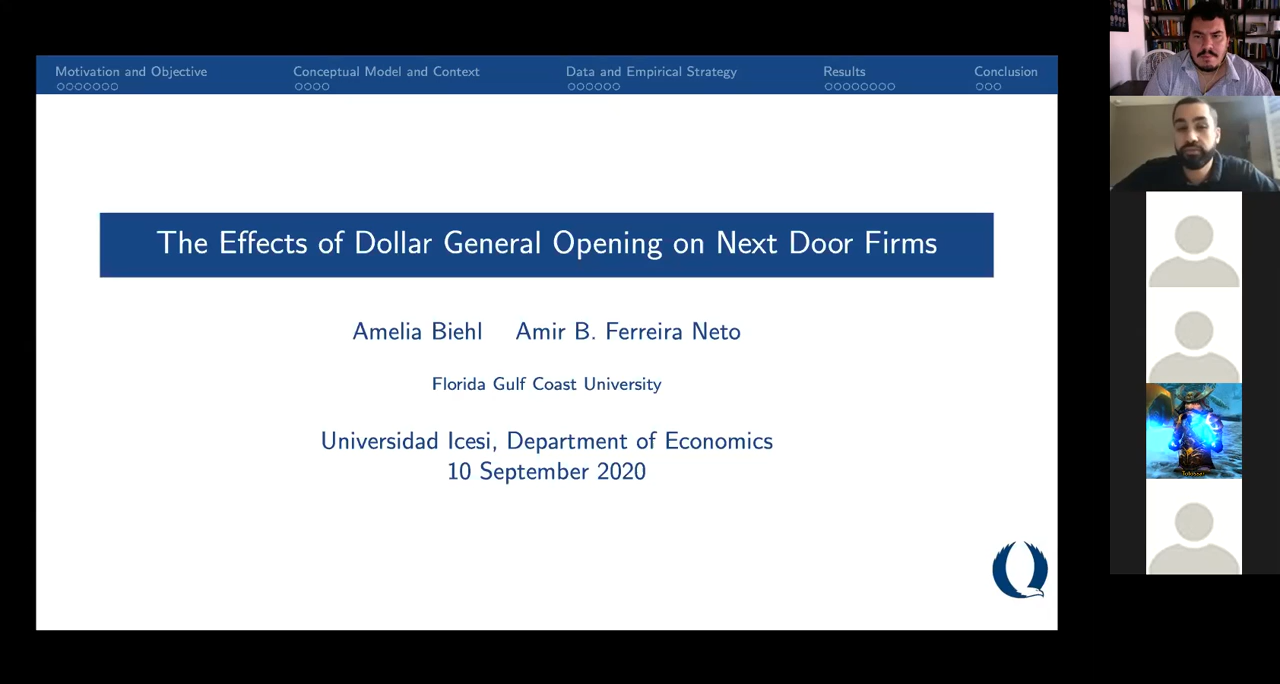 Motivation and Objective
Conceptual Model and Context
Data and Empirical Strategy
Results
Conclusion
The Effects of Dollar General Opening on Next Door Firms
Amelia Biehl Amir B. Ferreira Neto
Florida Gulf Coast University
Universidad Icesi, Department of Economics
10 September 2020